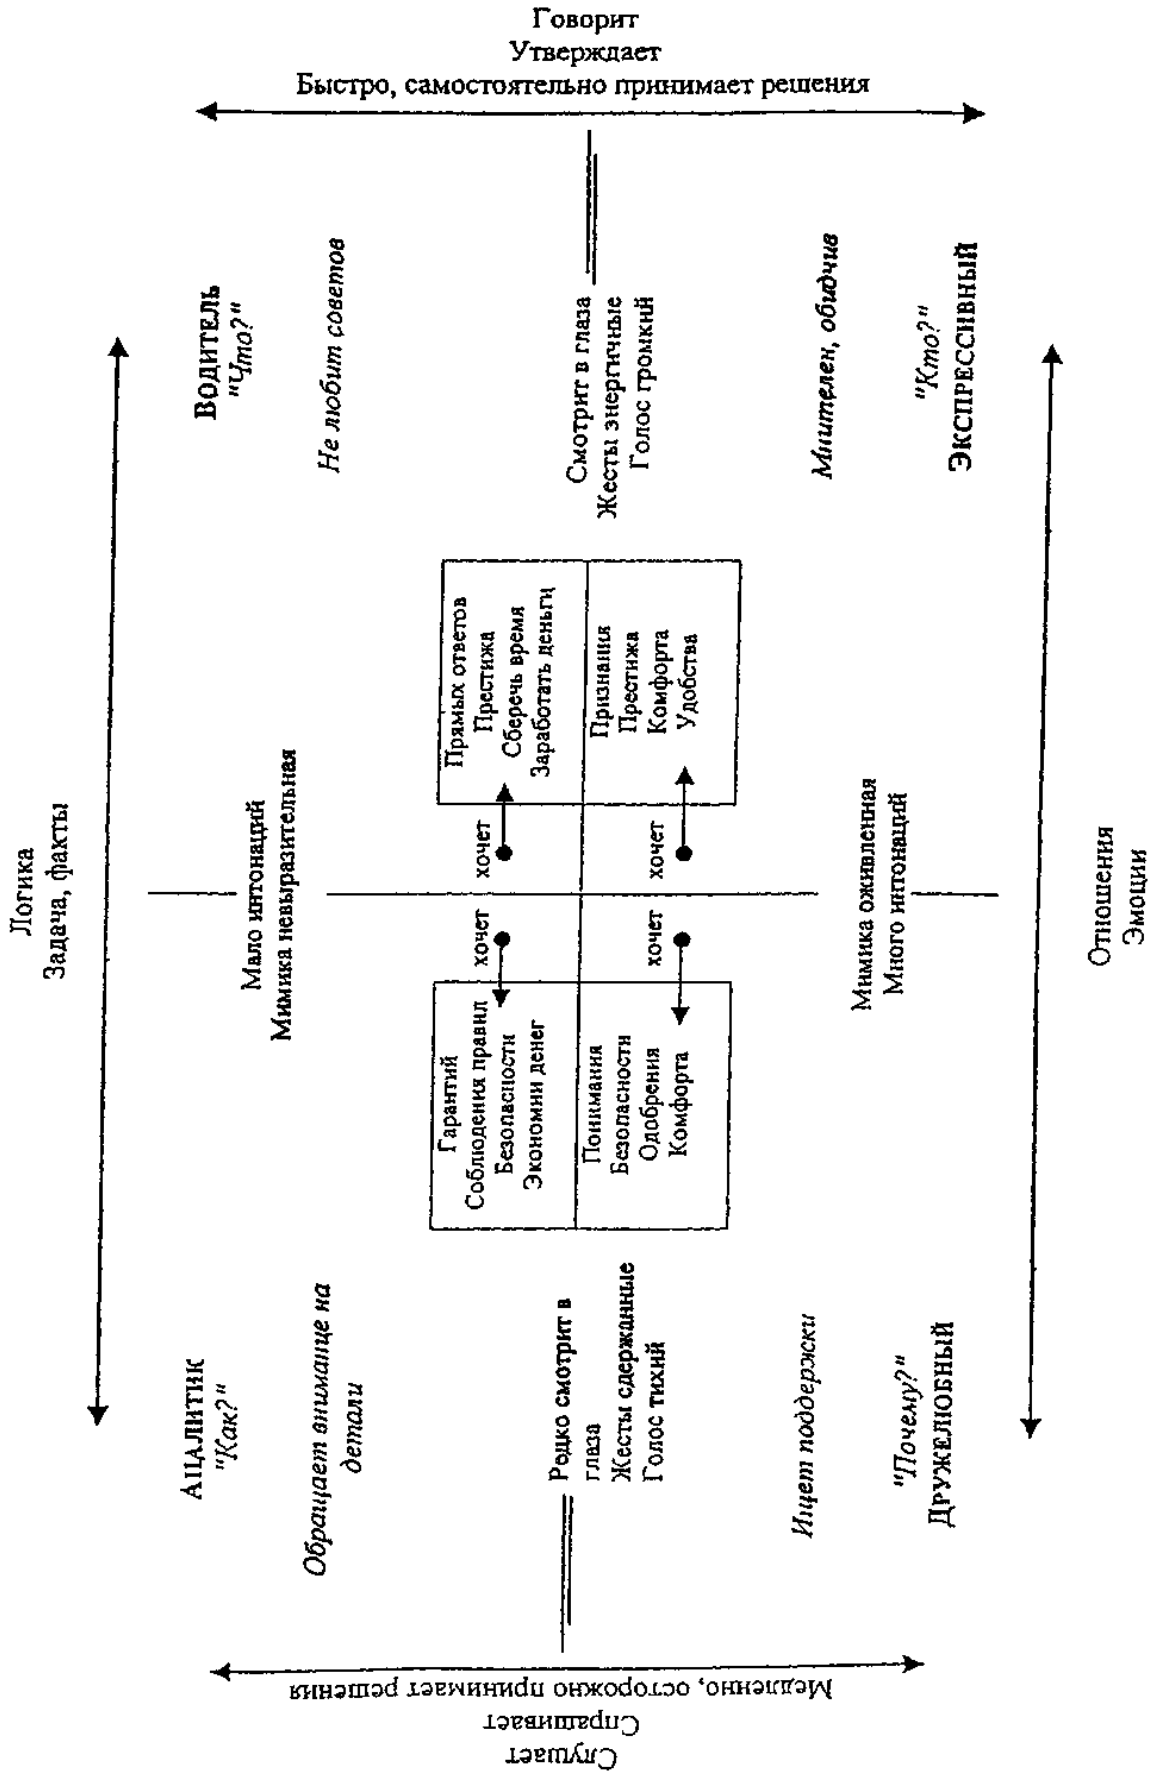 Говорит
Утверждает
Быстро, самостоятельно принимает решения
Логика
Задача, факты
АЦАЛИТИК
"Как?"
Обращает внимание на
детали
Мало интонаций
Мимика невыразительная
ВОДИТЕЛЬ
"Что?"
Не любит советов
Гарантий
Соблюдения правил
Безопасности
Экономии денег
хочет
хочет
Прямых ответов
Престижа
Сберечь время
Заработать деньги
Редко смотрит в
глаза
Жесты сдержанные
Голос тихий
Смотрит в глаза
Жесты энергичные
Голос громкий
Понимания
Безопасности
Одобрения
Комфорта
хочет
хочет
Признания
Престижа
Комфорта
Удобства
Ищет поддержки
"Почему?"
ДРУЖЕЛЮБНЫЙ
Мимика оживленная
Много интонаций
Мнителен, обидчив
"Кто?"
ЭКСПРЕССИВНЫЙ
Отношения
Эмоции
Слушает
Спрашивает
Медленно, осторожно принимает решения